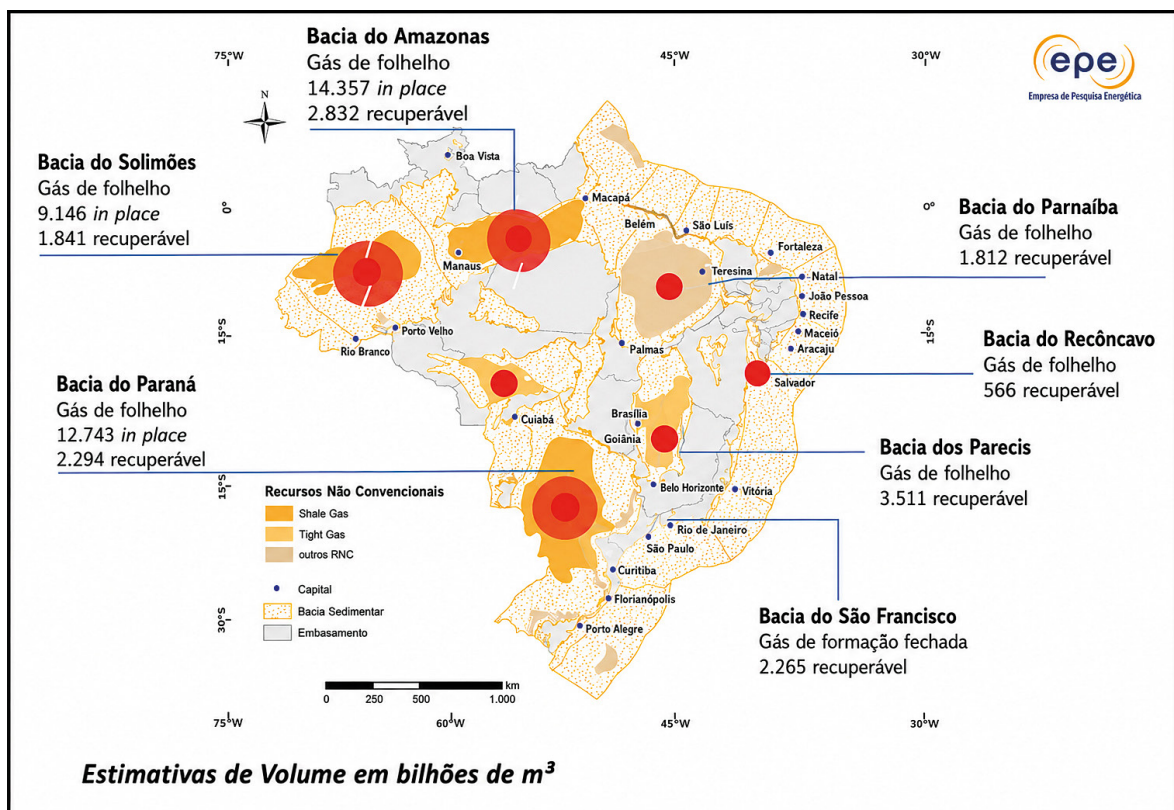 Bacia do Amazonas
Gás de folhelho
14.357 in place
2.832 recuperável
75°W
45°W
30°W
epe
Empresa de Pesquisa Energética
N
Bacia do Solimões
Gás de folhelho
9.146 in place
1.841 recuperável
0°
0°
Boa Vista
Macapá
Belém
São Luís
Fortaleza
Manaus
Teresina
Natal
João Pessoa
Recife
Maceió
Aracaju
Bacia do Parnaíba
Gás de folhelho
1.812 recuperável
15°S
15°S
Porto Velho
Rio Branco
Palmas
Salvador
Bacia do Recôncavo
Gás de folhelho
566 recuperável
Bacia do Paraná
Gás de folhelho
12.743 in place
2.294 recuperável
Cuiabá
Brasília
Goiânia
Bacia dos Parecis
Gás de folhelho
3.511 recuperável
15°S
Belo Horizonte
Vitória
Rio de Janeiro
São Paulo
Curitiba
Florianópolis
Porto Alegre
Recursos Não Convencionais
Shale Gas
Tight Gas
outros RNC
Capital
Bacia Sedimentar
Embasamento
30°S
Bacia do São Francisco
Gás de formação fechada
2.265 recuperável
km
0 250 500 1.000
75°W
60°W
45°W
30°W
Estimativas de Volume em bilhões de m³